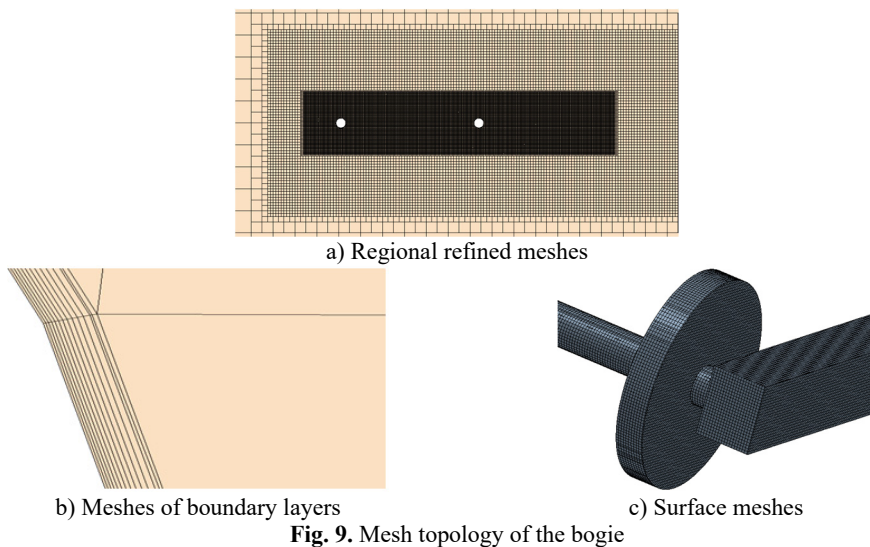 a) Regional refined meshes
b) Meshes of boundary layers
c) Surface meshes
Fig. 9. Mesh topology of the bogie